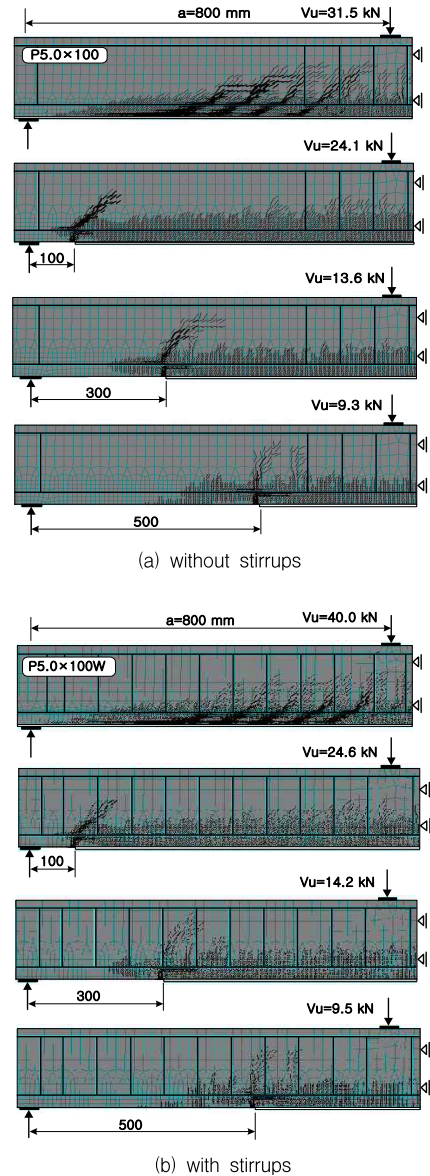 a=800 mm Vu=31.5 kN
P5.0×100
Vu=24.1 kN
100
Vu=13.6 kN
300
Vu=9.3 kN
500
(a) without stirrups
a=800 mm Vu=40.0 kN
P5.0×100W
Vu=24.6 kN
100
Vu=14.2 kN
300
Vu=9.5 kN
500
(b) with stirrups